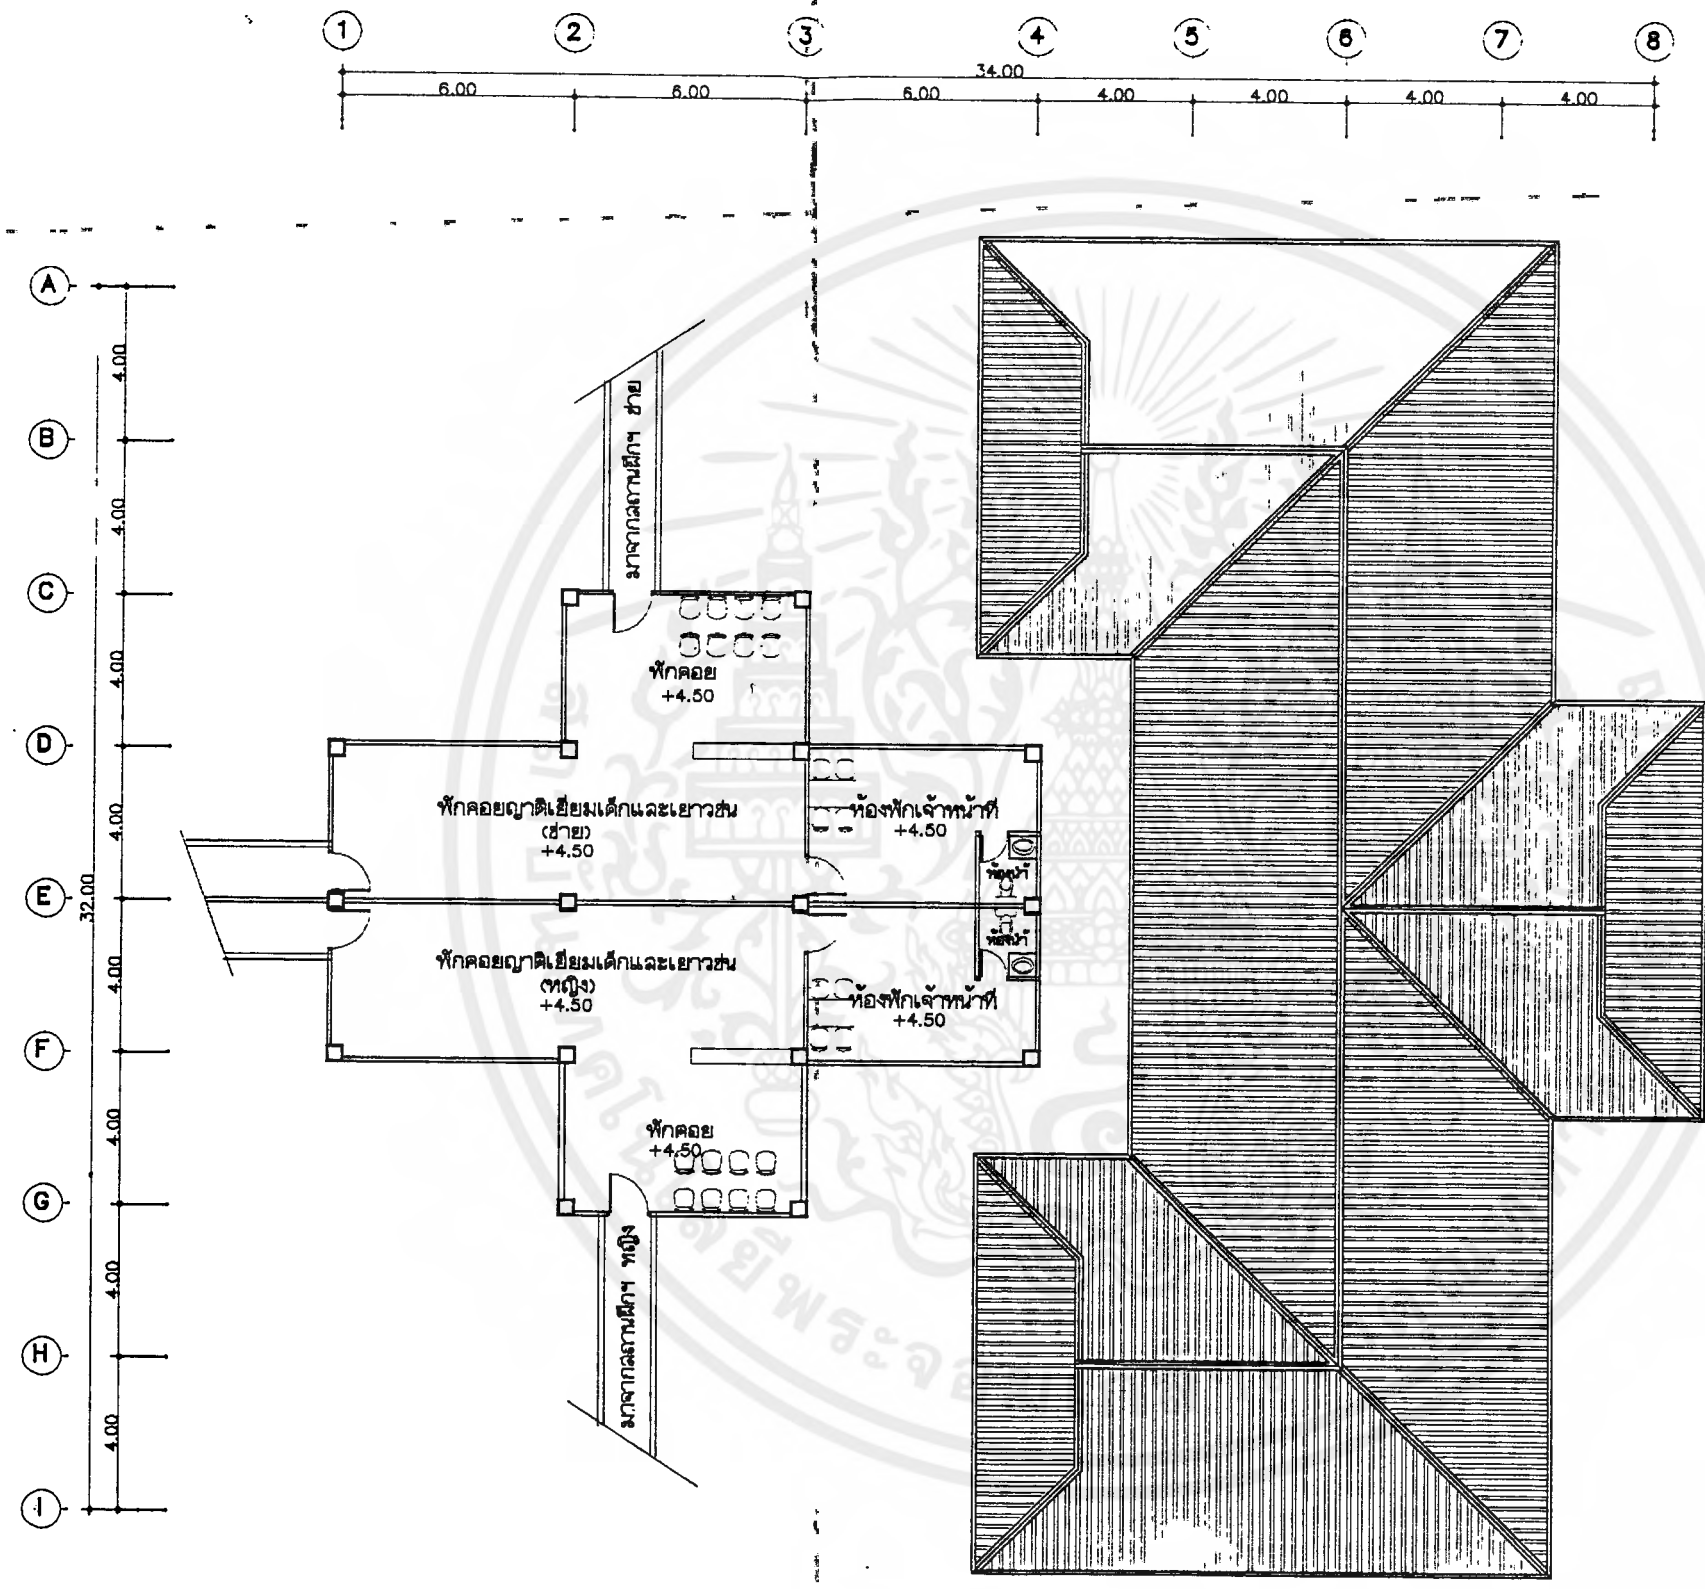 1 2 3 4 5 6 7 8
34.00
6.00 6.00 6.00 4.00 4.00 4.00 4.00
A
B
C
D
E
F
G
H
I
4.00
4.00
4.00
4.00
4.00
4.00
4.00
4.00
32.00
มาจากสถานฝึกฯ ชาย
พักคอย
+4.50
พักคอยญาติเยี่ยมเด็กและเยาวชน
(ชาย)
+4.50
ห้องพักเจ้าหน้าที่
+4.50
ห้องน้ำ
ห้องน้ำ
พักคอยญาติเยี่ยมเด็กและเยาวชน
(หญิง)
+4.50
ห้องพักเจ้าหน้าที่
+4.50
พักคอย
+4.50
มาจากสถานฝึกฯ หญิง